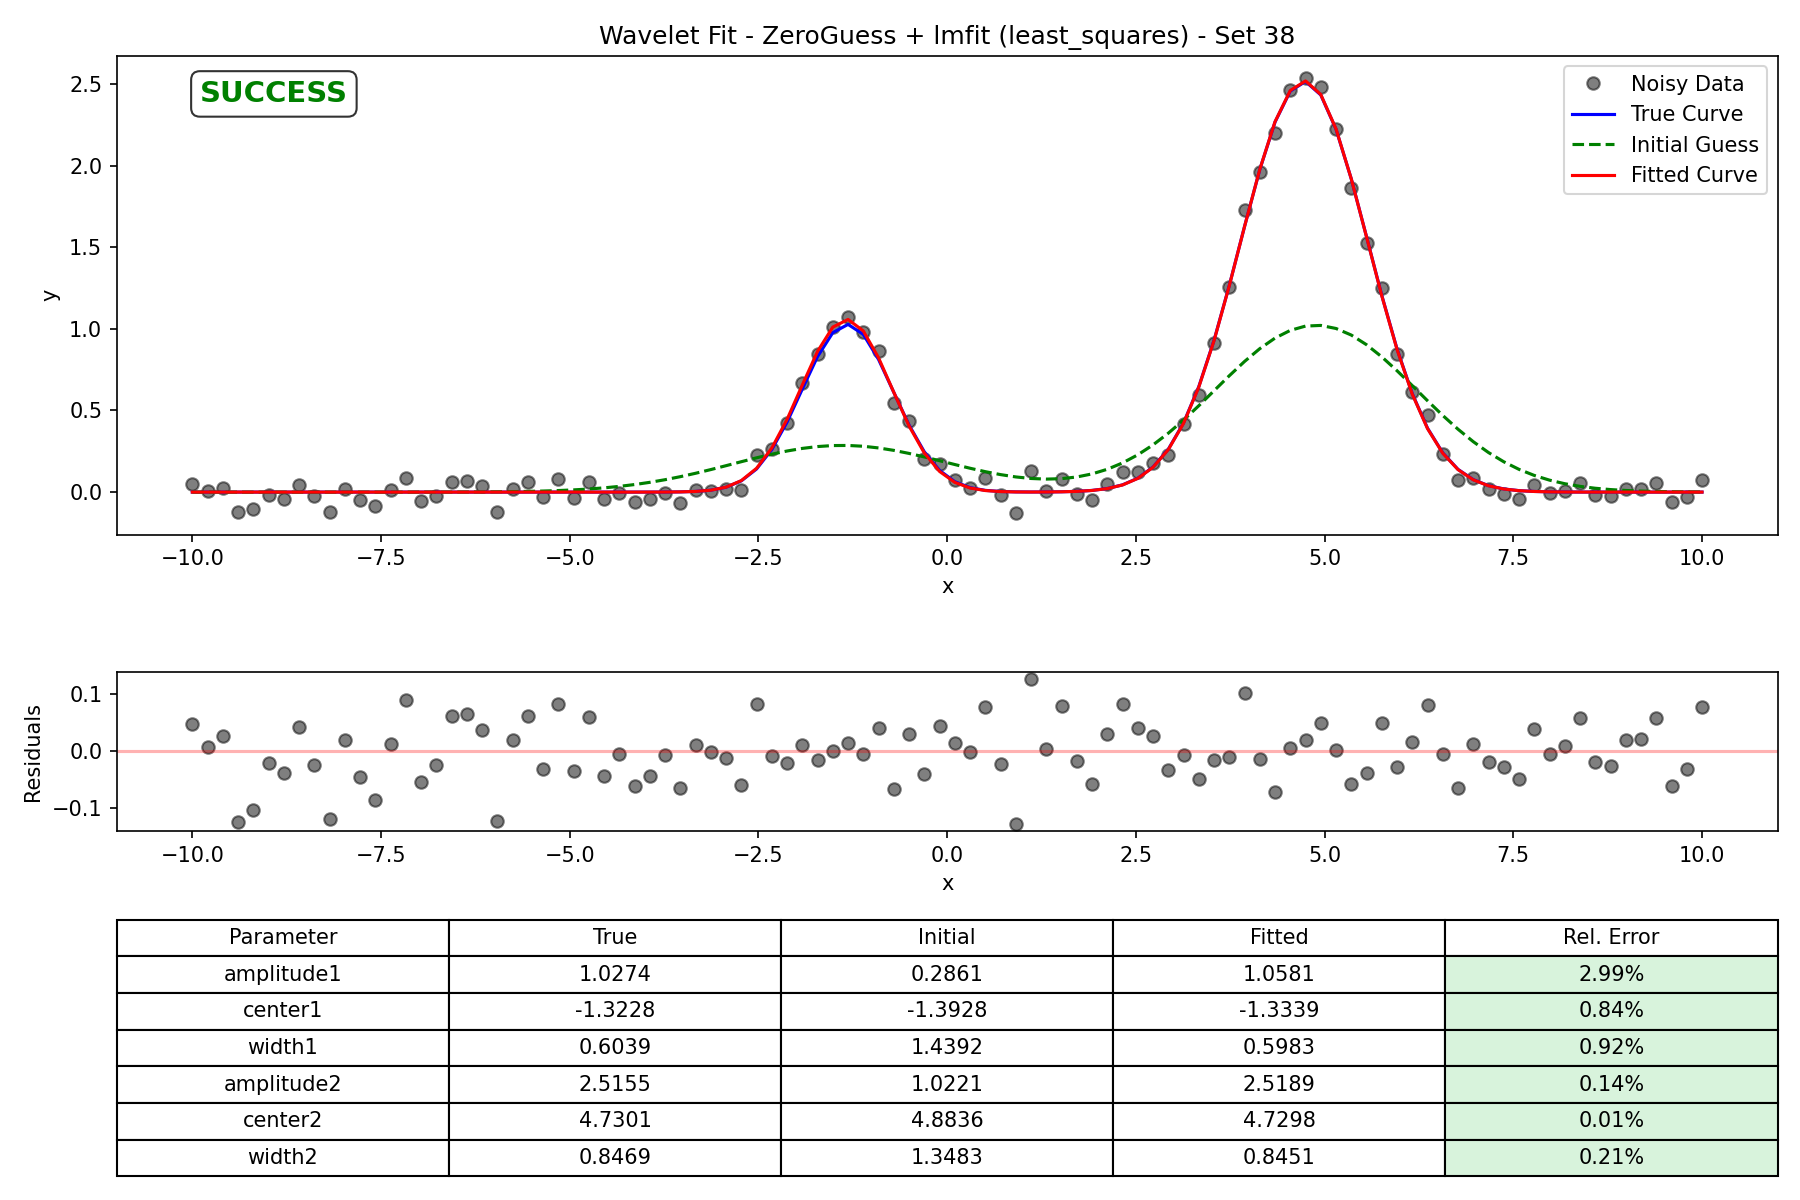 Wavelet Fit - ZeroGuess + lmfit (least_squares) - Set 38
SUCCESS
Noisy Data
True Curve
Initial Guess
Fitted Curve
2.5
2.0
1.5
1.0
0.5
0.0
y
−10.0 −7.5 −5.0 −2.5 0.0 2.5 5.0 7.5 10.0
x
0.1
0.0
−0.1
Residuals
−10.0 −7.5 −5.0 −2.5 0.0 2.5 5.0 7.5 10.0
x
Parameter True Initial Fitted Rel. Error
amplitude1 1.0274 0.2861 1.0581 2.99%
center1 -1.3228 -1.3928 -1.3339 0.84%
width1 0.6039 1.4392 0.5983 0.92%
amplitude2 2.5155 1.0221 2.5189 0.14%
center2 4.7301 4.8836 4.7298 0.01%
width2 0.8469 1.3483 0.8451 0.21%